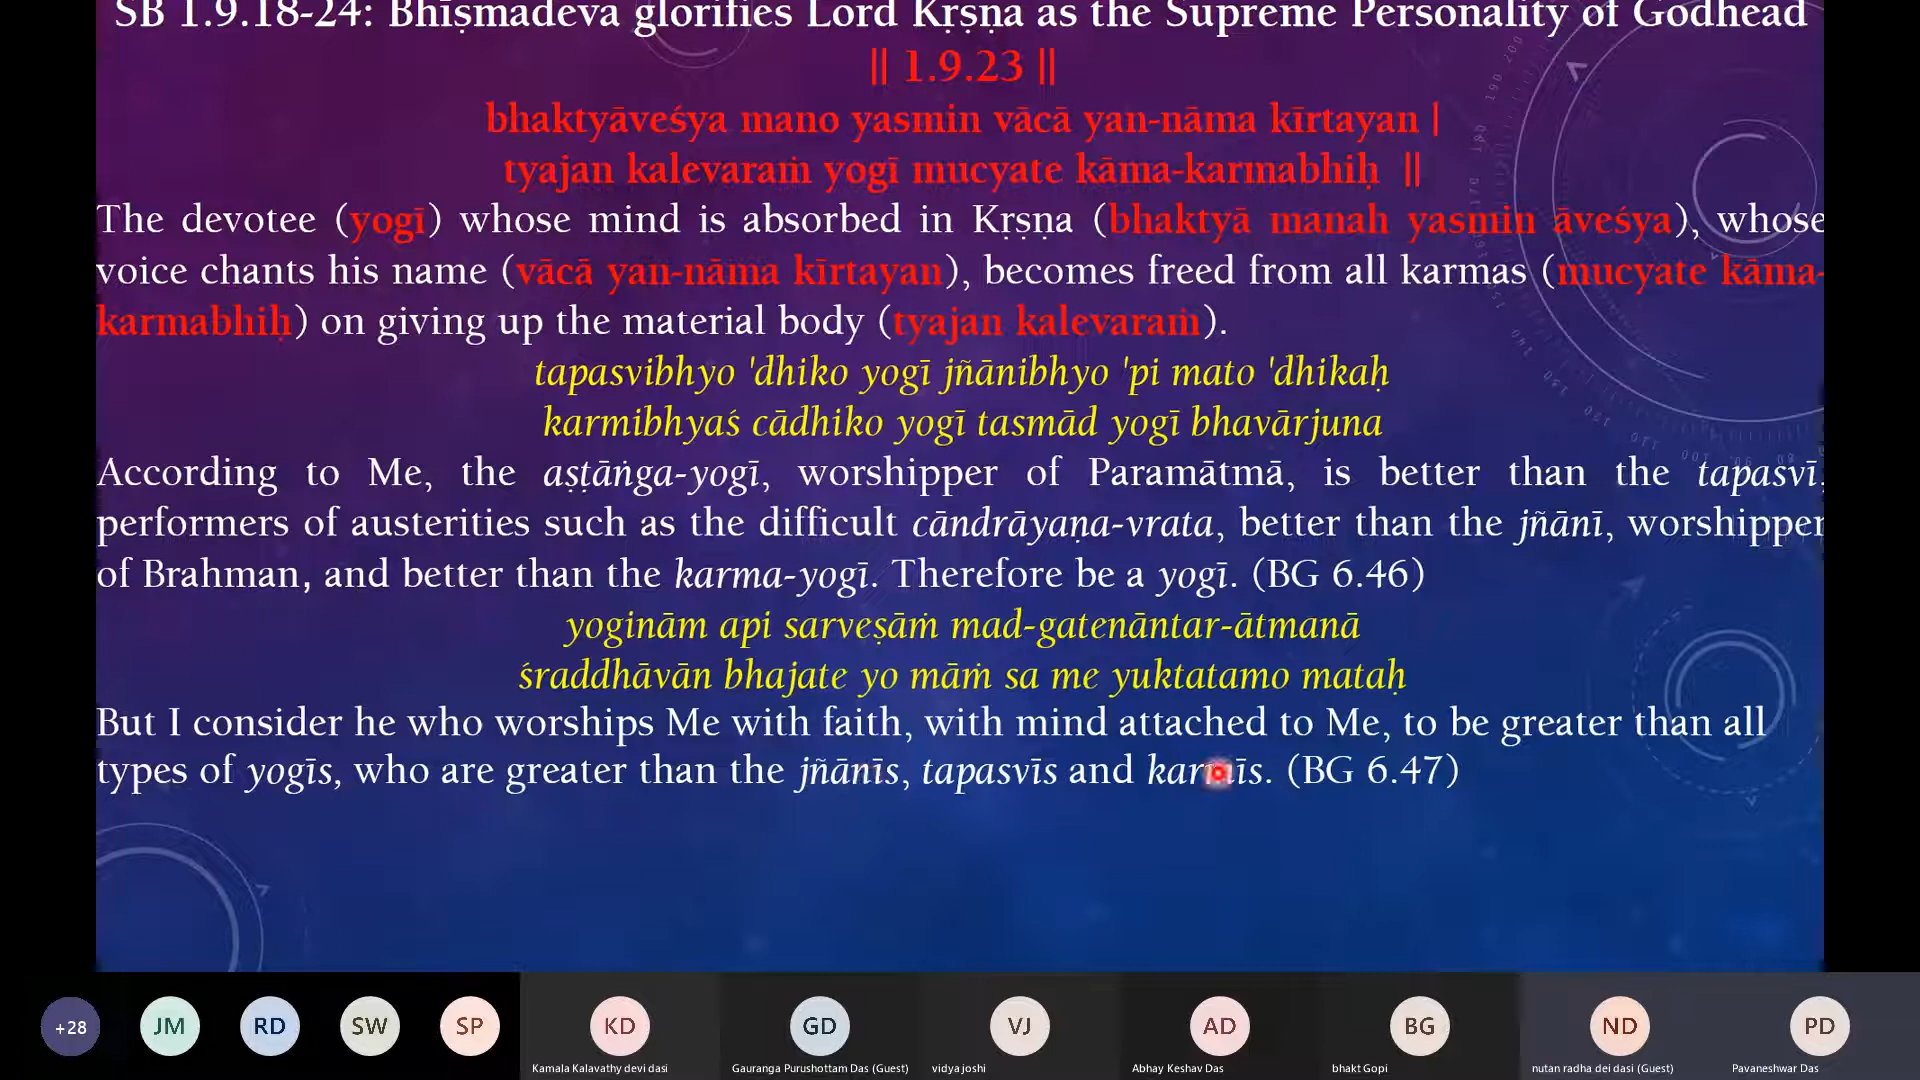 SB 1.9.18-24: Bhīṣmadeva glorifies Lord Kṛṣṇa as the Supreme Personality of Godhead
|| 1.9.23 ||
bhaktyāveśya mano yasmin vācā yan-nāma kīrtayan |
tyajan kalevaraṁ yogī mucyate kāma-karmabhiḥ ||
The devotee (yogī) whose mind is absorbed in Kṛṣṇa (bhaktyā manah yasmin āveśya), whose
voice chants his name (vācā yan-nāma kīrtayan), becomes freed from all karmas (mucyate kāma-
karmabhiḥ) on giving up the material body (tyajan kalevaraṁ).
tapasvibhyo 'dhiko yogī jñānibhyo 'pi mato 'dhikaḥ
karmibhyaś cādhiko yogī tasmād yogī bhavārjuna
According to Me, the aṣṭāṅga-yogī, worshipper of Paramātmā, is better than the tapasvī,
performers of austerities such as the difficult cāndrāyaṇa-vrata, better than the jñānī, worshipper
of Brahman, and better than the karma-yogī. Therefore be a yogī. (BG 6.46)
yoginām api sarveṣāṁ mad-gatenāntar-ātmanā
śraddhāvān bhajate yo māṁ sa me yuktatamo mataḥ
But I consider he who worships Me with faith, with mind attached to Me, to be greater than all
types of yogīs, who are greater than the jñānīs, tapasvīs and karmīs. (BG 6.47)
+28 JM RD SW SP KD GD VJ AD BG ND PD
Kamala Kalavathy devi dasi Gauranga Purushottam Das (Guest) vidya joshi Abhay Keshav Das bhakt Gopi nutan radha dei dasi (Guest) Pavaneshwar Das